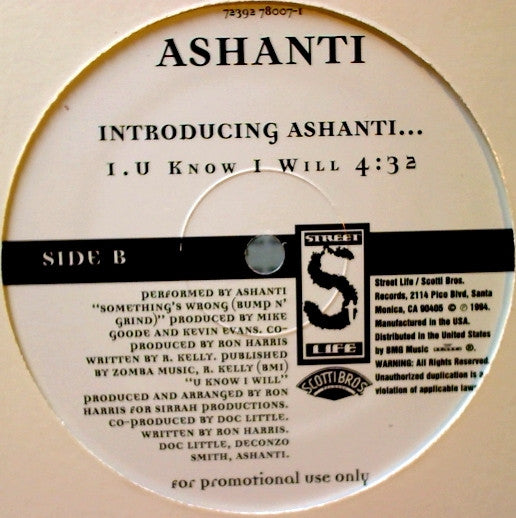 72392 78007-1
ASHANTI
INTRODUCING ASHANTI...
1. U KNOW I WILL 4:32
SIDE B
PERFORMED BY ASHANTI
"SOMETHING'S WRONG (BUMP N'
GRIND)" PRODUCED BY MIKE
GOODE AND KEVIN EVANS. CO-
PRODUCED BY RON HARRIS
WRITTEN BY R. KELLY. PUBLISHED
BY ZOMBA MUSIC, R. KELLY (BMI)
"U KNOW I WILL"
PRODUCED AND ARRANGED BY RON
HARRIS FOR SIRRAH PRODUCTIONS.
CO-PRODUCED BY DOC LITTLE.
WRITTEN BY RON HARRIS.
DOC LITTLE, DECONZO
SMITH, ASHANTI.
STREET
S
LIFE
SCOTTI BROS
Street Life / Scotti Bros.
Records, 2114 Pico Blvd, Santa
Monica, CA 90405 © ℗ 1994.
Manufactured in the USA.
Distributed in the United States
by BMG Music ®.
WARNING: All Rights Reserved.
Unauthorized duplication is a
violation of applicable laws
for promotional use only